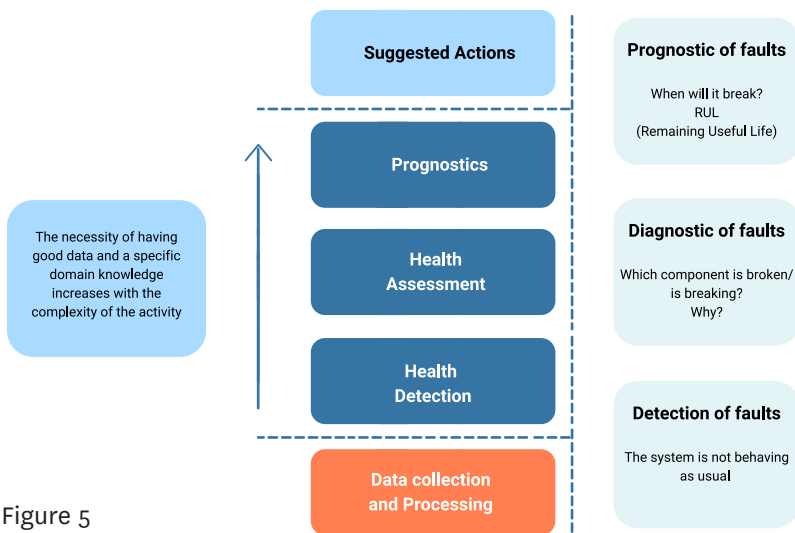 Suggested Actions
Prognostics
Health
Assessment
Health
Detection
Data collection
and Processing
The necessity of having
good data and a specific
domain knowledge
increases with the
complexity of the activity
Prognostic of faults
When will it break?
RUL
(Remaining Useful Life)
Diagnostic of faults
Which component is broken/
is breaking?
Why?
Detection of faults
The system is not behaving
as usual
Figure 5